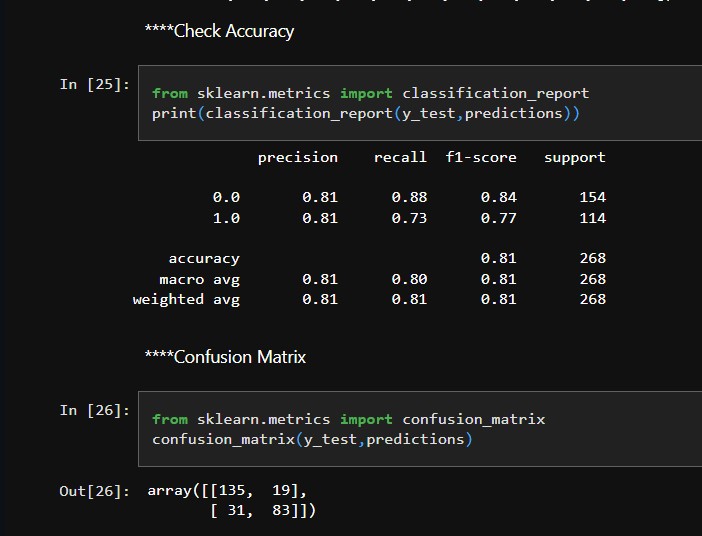 ****Check Accuracy
In [25]:
from sklearn.metrics import classification_report
print(classification_report(y_test,predictions))
precision    recall  f1-score   support
0.0       0.81      0.88      0.84       154
1.0       0.81      0.73      0.77       114
accuracy                           0.81       268
macro avg       0.81      0.80      0.81       268
weighted avg       0.81      0.81      0.81       268
****Confusion Matrix
In [26]:
from sklearn.metrics import confusion_matrix
confusion_matrix(y_test,predictions)
Out[26]: array([[135,  19],
[ 31,  83]])